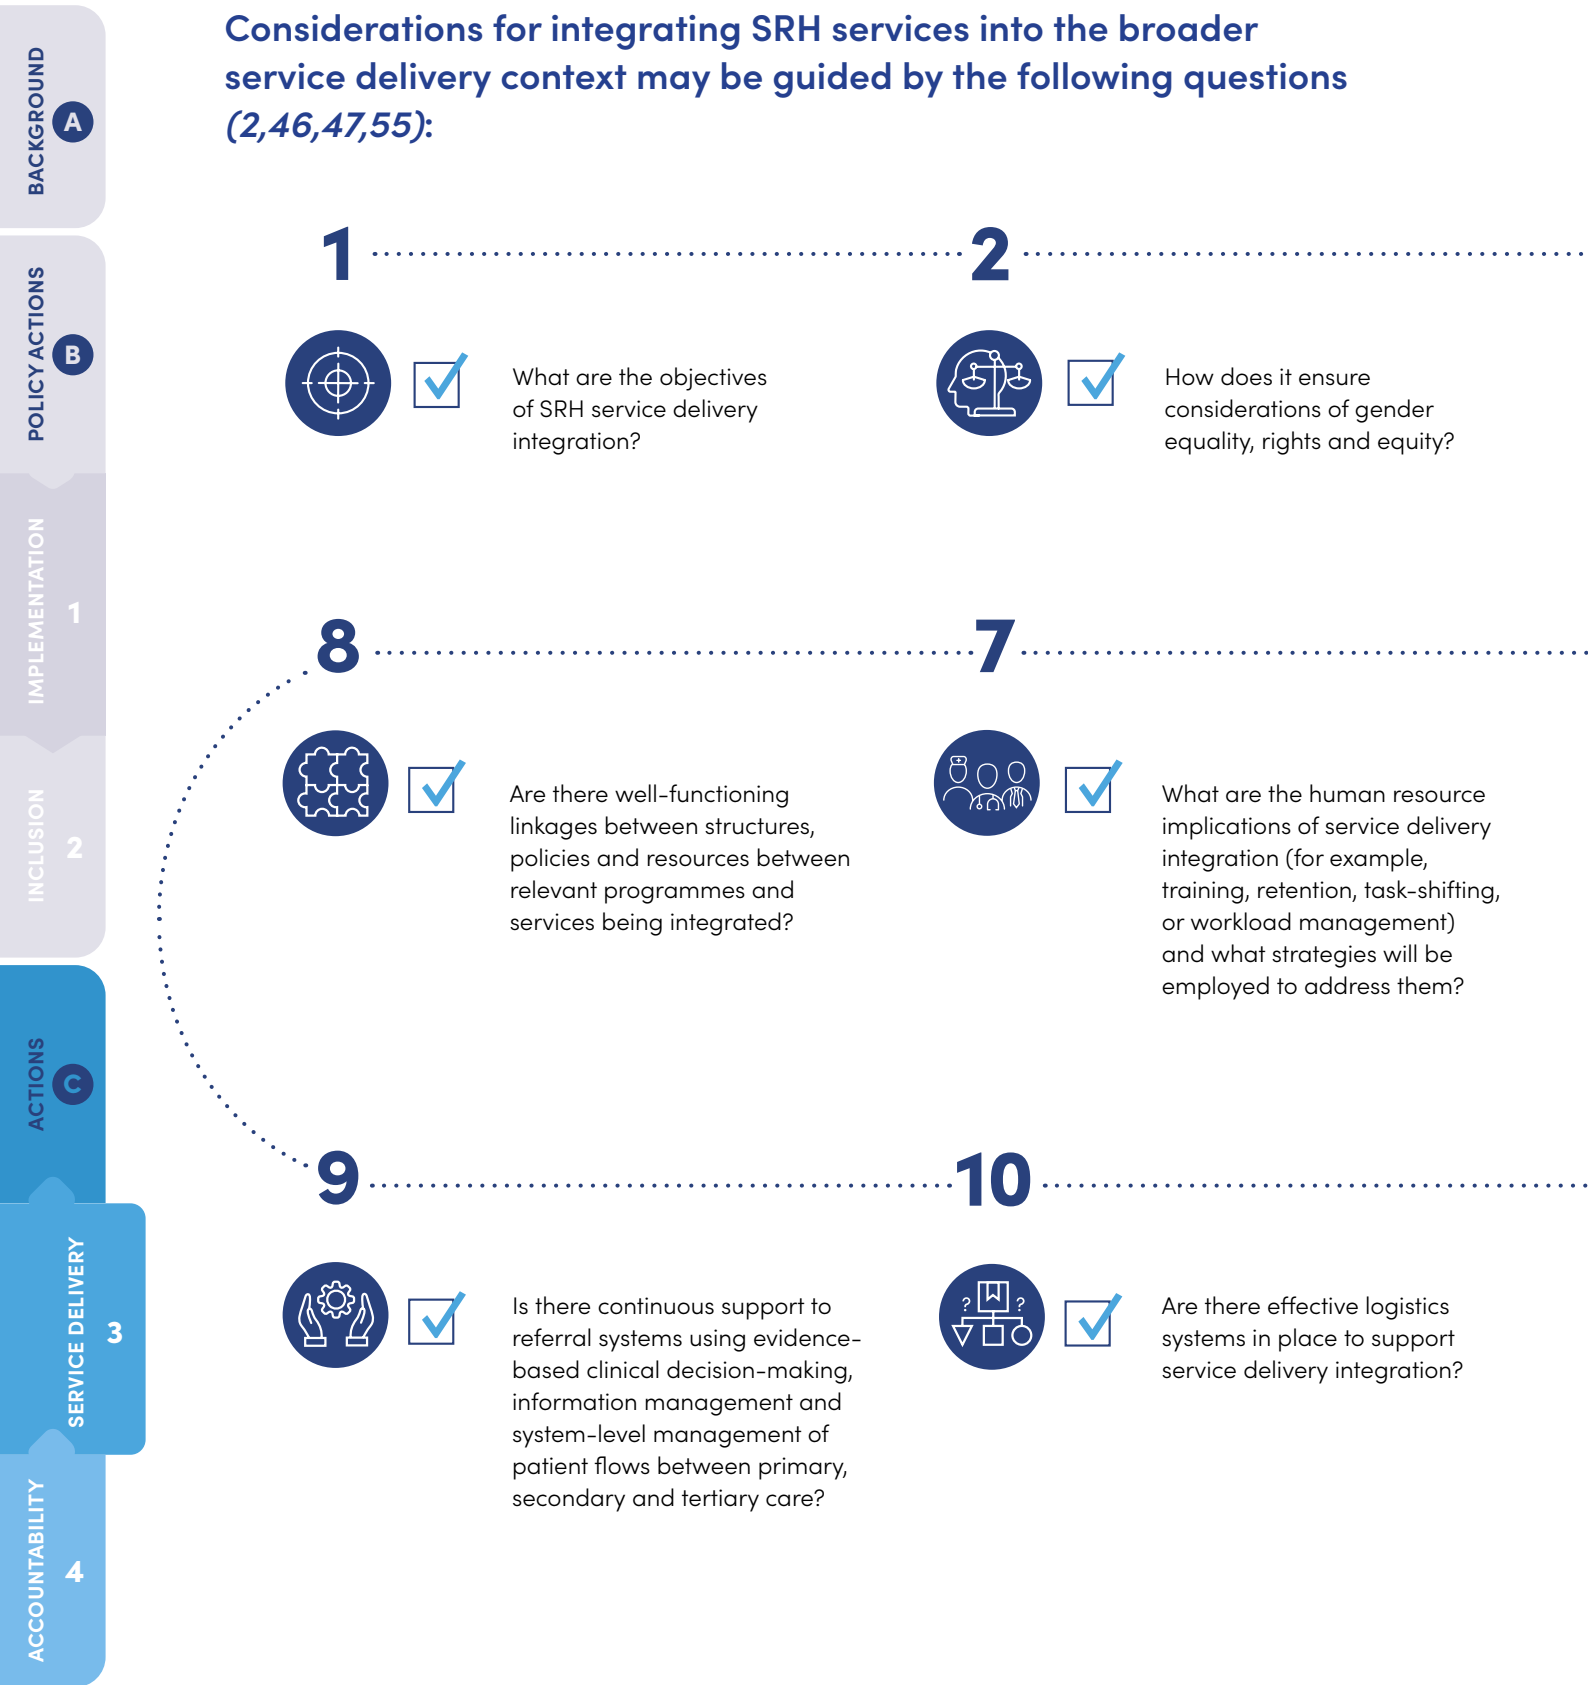 Considerations for integrating SRH services into the broader
service delivery context may be guided by the following questions
(2,46,47,55):
1
What are the objectives
of SRH service delivery
integration?
2
How does it ensure
considerations of gender
equality, rights and equity?
8
Are there well-functioning
linkages between structures,
policies and resources between
relevant programmes and
services being integrated?
7
What are the human resource
implications of service delivery
integration (for example,
training, retention, task-shifting,
or workload management)
and what strategies will be
employed to address them?
9
Is there continuous support to
referral systems using evidence-
based clinical decision-making,
information management and
system-level management of
patient flows between primary,
secondary and tertiary care?
10
? ?
Are there effective logistics
systems in place to support
service delivery integration?
BACKGROUND
A
POLICY ACTIONS
B
IMPLEMENTATION
1
INCLUSION
2
ACTIONS
C
SERVICE DELIVERY
3
ACCOUNTABILITY
4